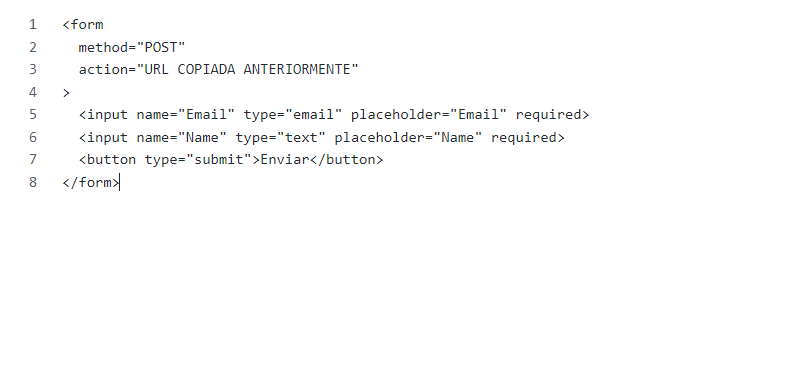 1 <form
2 method="POST"
3 action="URL COPIADA ANTERIORMENTE"
4 >
5 <input name="Email" type="email" placeholder="Email" required>
6 <input name="Name" type="text" placeholder="Name" required>
7 <button type="submit">Enviar</button>
8 </form>